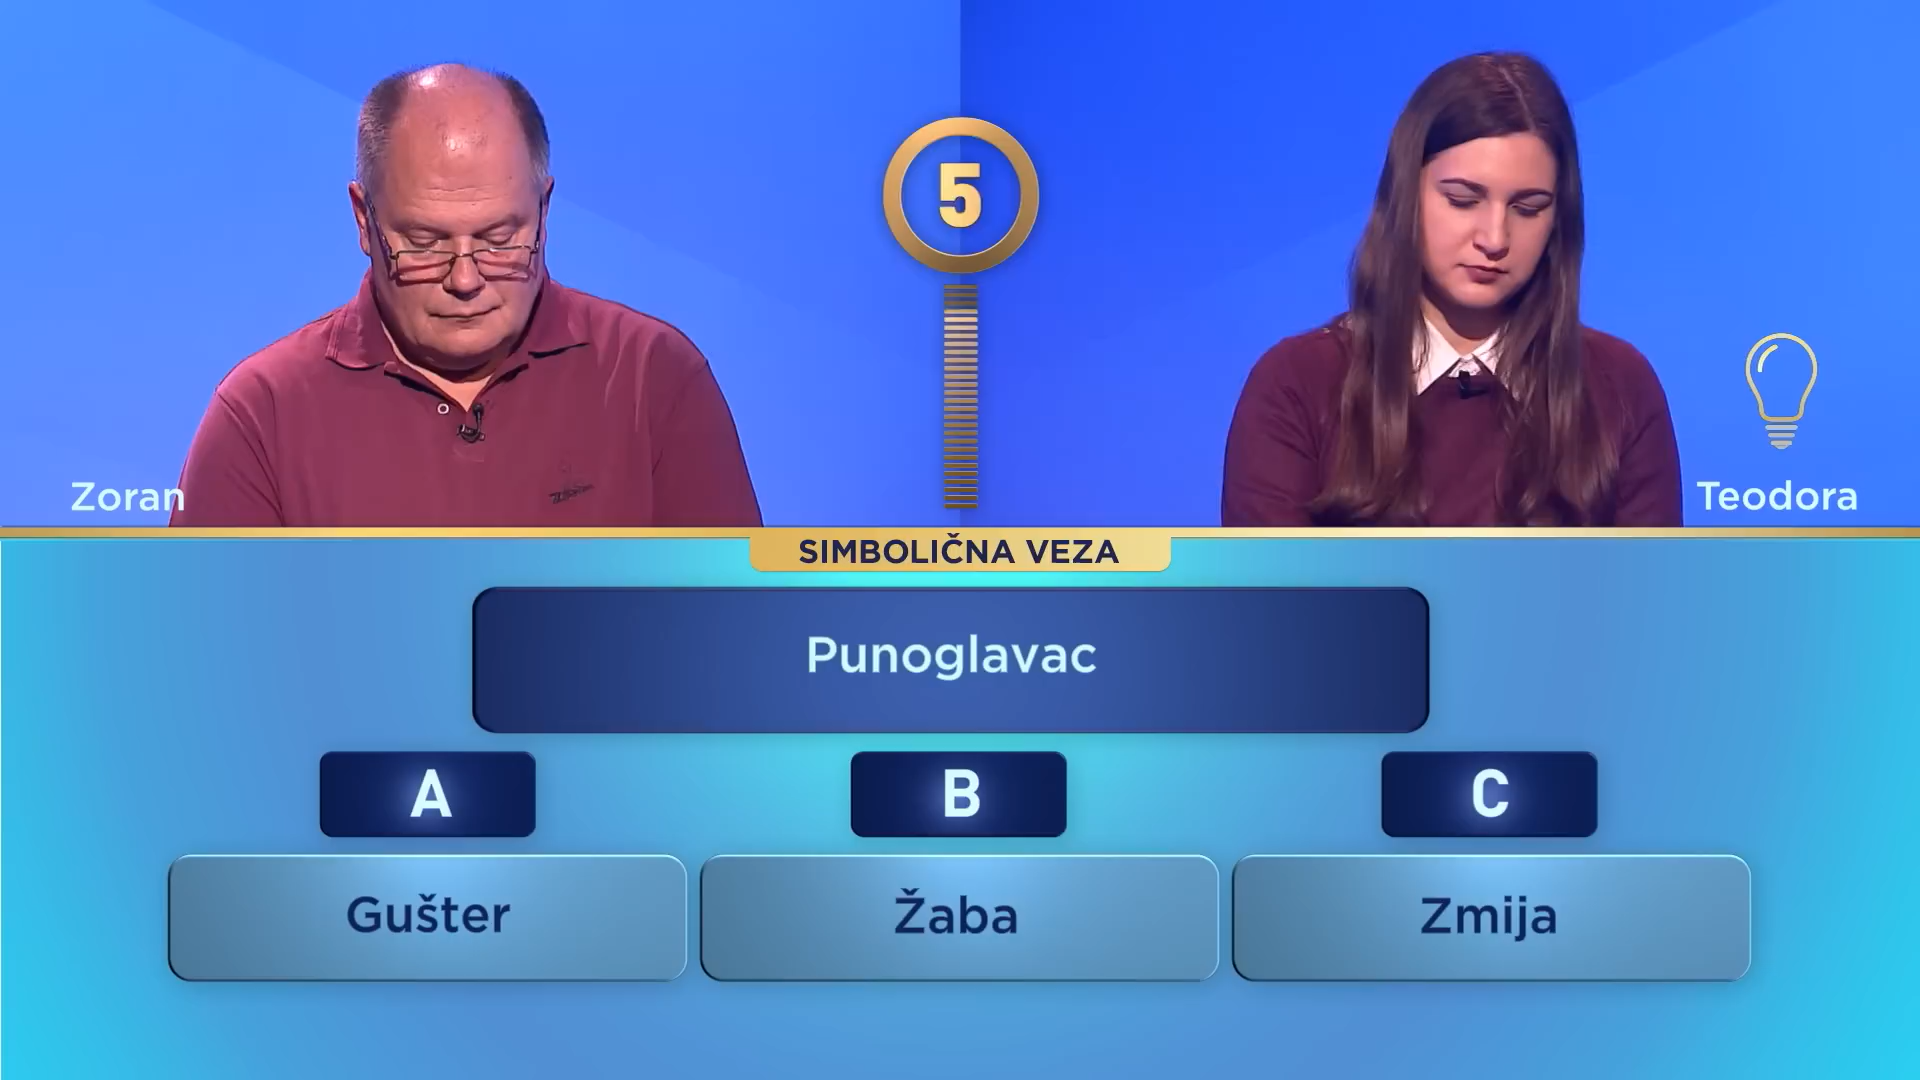 5
Zoran
Teodora
SIMBOLIČNA VEZA
Punoglavac
A
B
C
Gušter
Žaba
Zmija